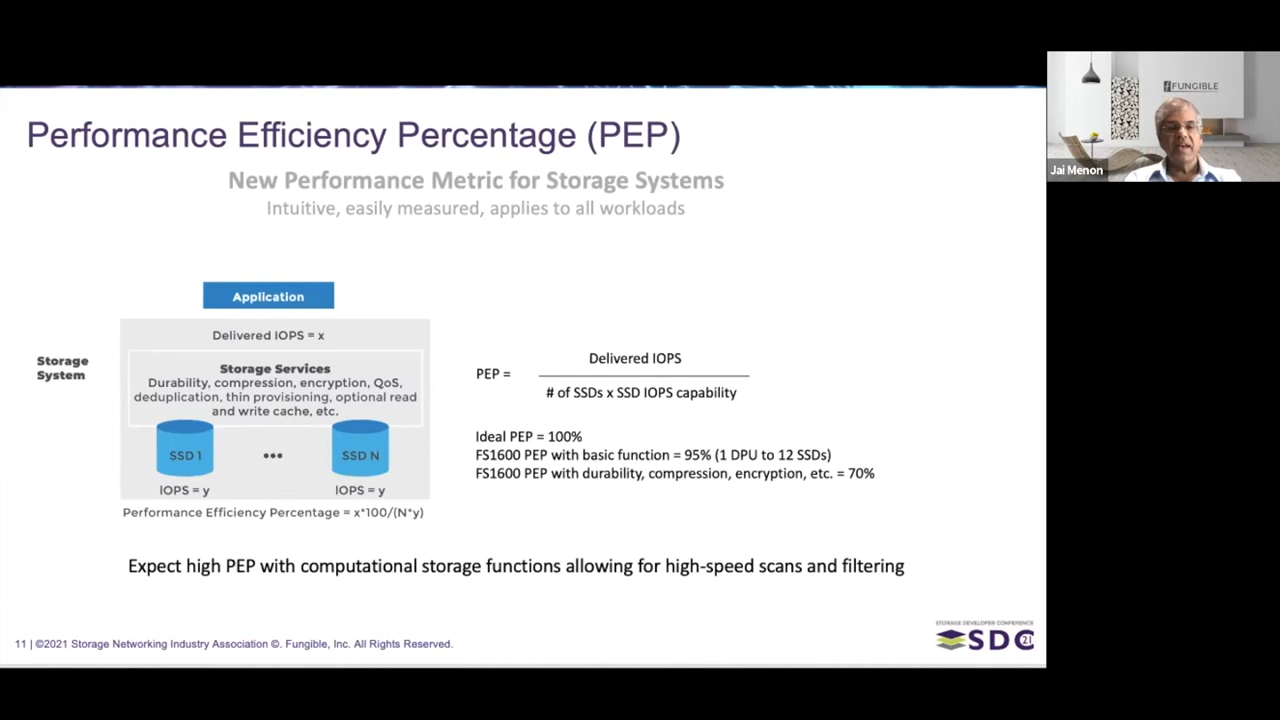 Performance Efficiency Percentage (PEP)
New Performance Metric for Storage Systems
Intuitive, easily measured, applies to all workloads
Application
Delivered IOPS = x
Storage
System
Storage Services
Durability, compression, encryption, QoS,
deduplication, thin provisioning, optional read
and write cache, etc.
SSD 1
•••
SSD N
IOPS = y
IOPS = y
Performance Efficiency Percentage = x*100/(N*y)
PEP =
Delivered IOPS
# of SSDs x SSD IOPS capability
Ideal PEP = 100%
FS1600 PEP with basic function = 95% (1 DPU to 12 SSDs)
FS1600 PEP with durability, compression, encryption, etc. = 70%
Expect high PEP with computational storage functions allowing for high-speed scans and filtering
11 | ©2021 Storage Networking Industry Association ©. Fungible, Inc. All Rights Reserved.
STORAGE DEVELOPER CONFERENCE
SDC 21
FUNGIBLE
Jai Menon